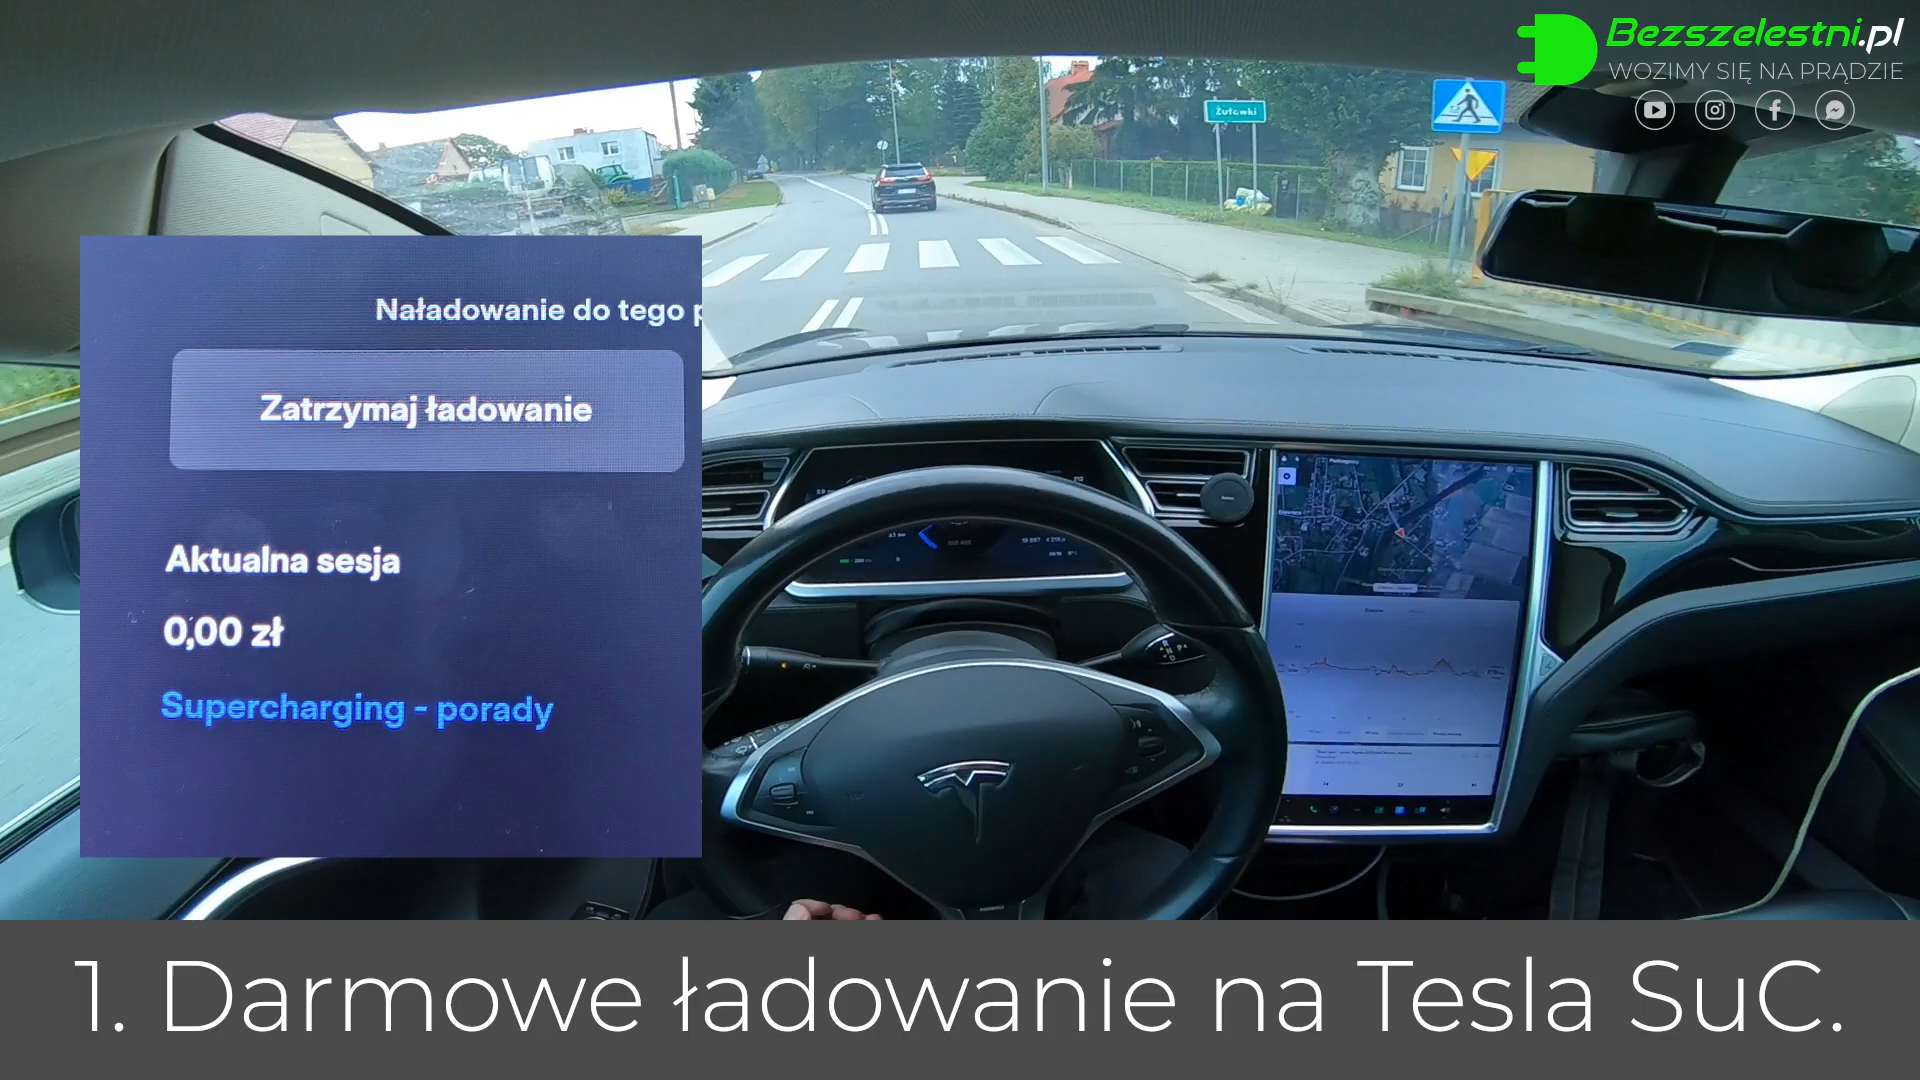 Bezszelestni.pl
WOZIMY SIĘ NA PRĄDZIE
Żuławki
Naładowanie do tego p
Zatrzymaj ładowanie
Aktualna sesja
0,00 zł
Supercharging - porady
1. Darmowe ładowanie na Tesla SuC.